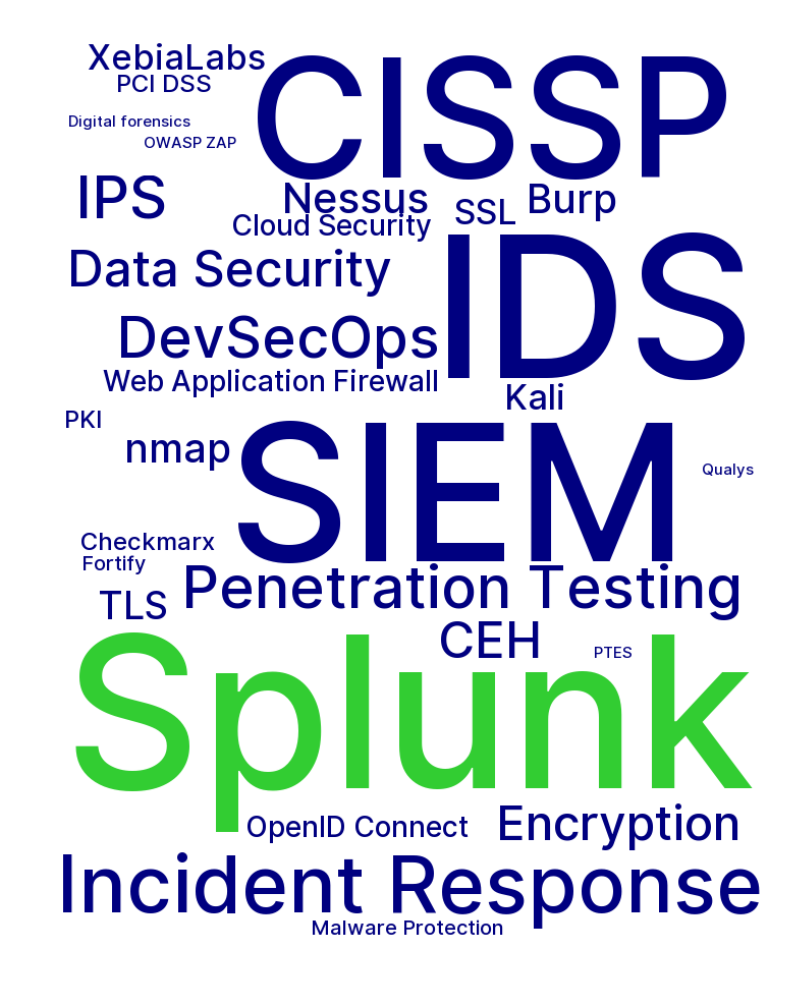 XebiaLabs
CISSP
PCI DSS
Digital forensics
OWASP ZAP
IPS
Nessus
SSL
Burp
Cloud Security
IDS
Data Security
DevSecOps
Web Application Firewall
Kali
PKI
SIEM
nmap
Qualys
Checkmarx
Fortify
Penetration Testing
TLS
CEH
PTES
Splunk
OpenID Connect
Encryption
Incident Response
Malware Protection